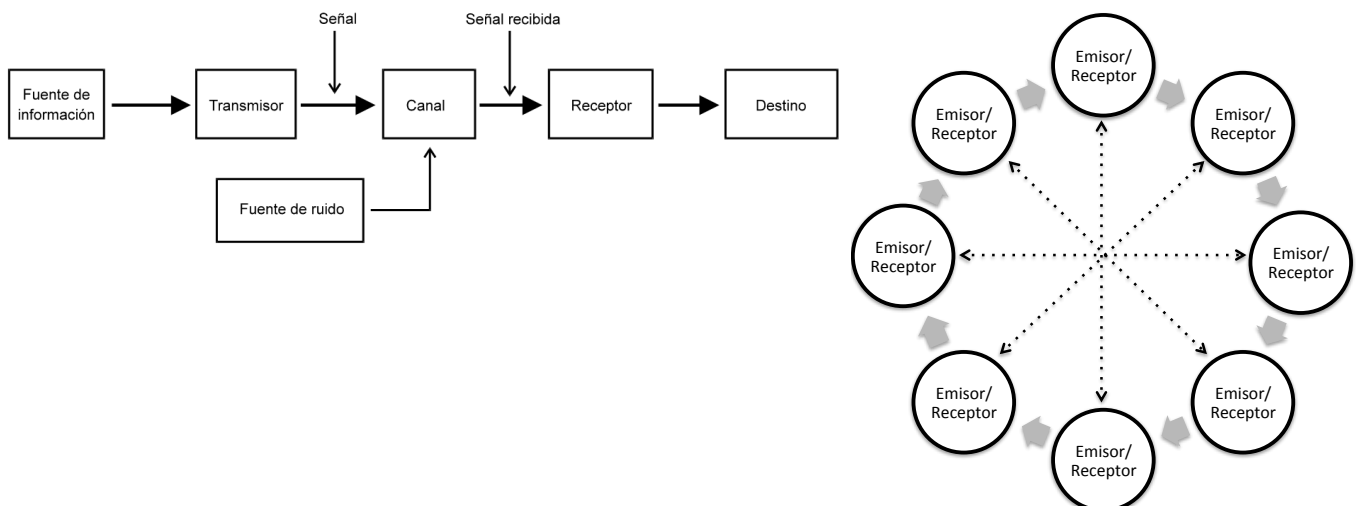 Señal
Señal recibida
Fuente de
información
Transmisor
Canal
Receptor
Destino
Fuente de ruido
Emisor/
Receptor
Emisor/
Receptor
Emisor/
Receptor
Emisor/
Receptor
Emisor/
Receptor
Emisor/
Receptor
Emisor/
Receptor
Emisor/
Receptor